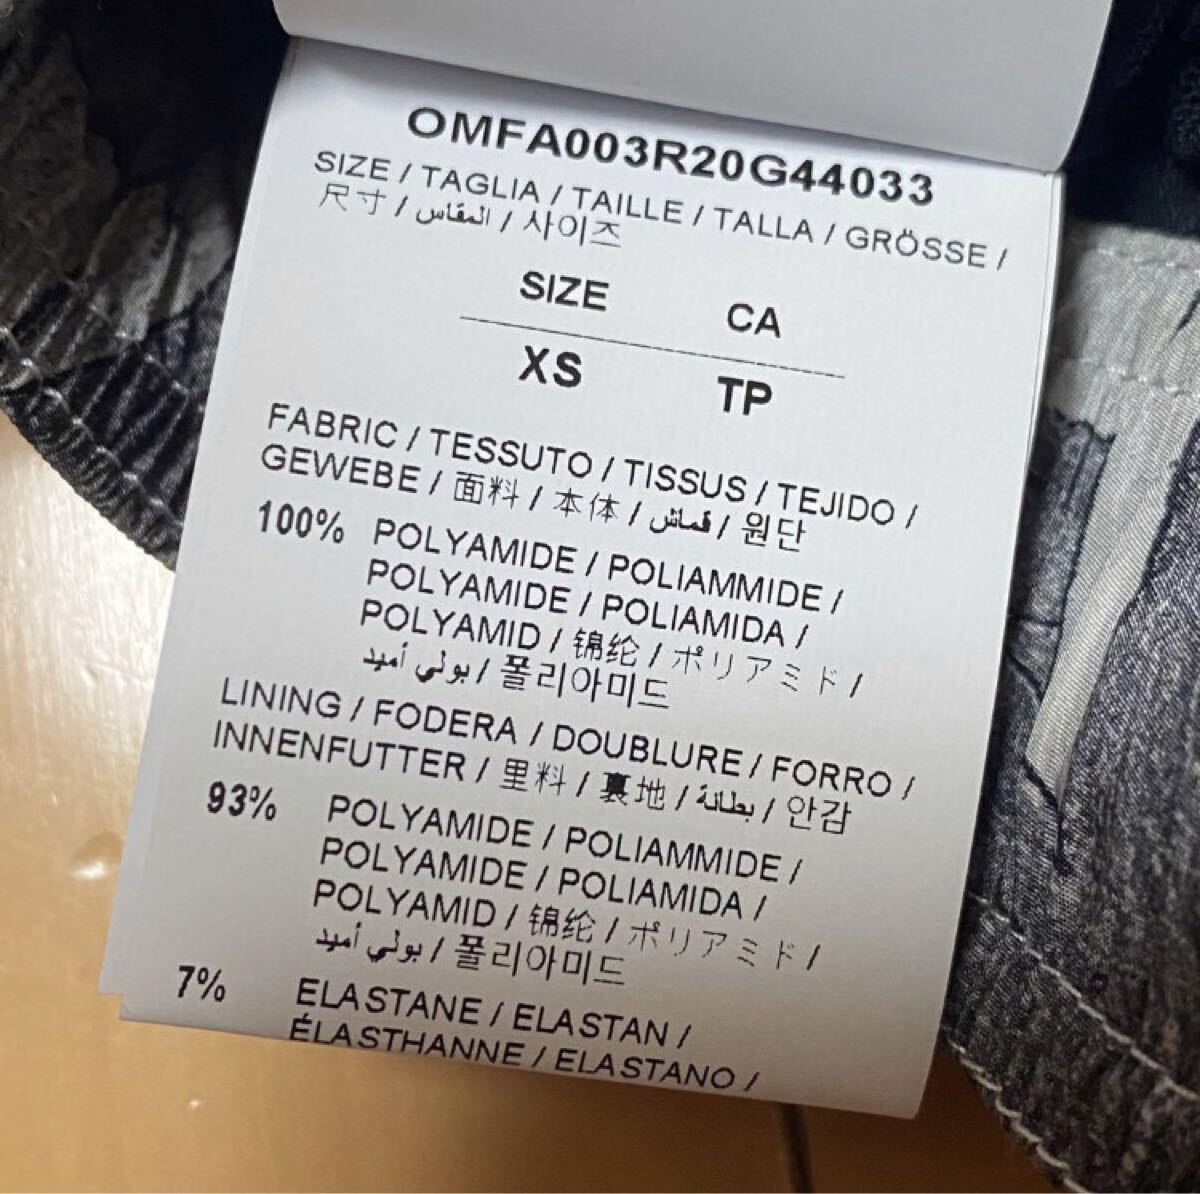 OMFA003R20G44033
SIZE / TAGLIA / TAILLE / TALLA / GRÖSSE /
尺寸 / المقاس / 사이즈
SIZE CA
XS TP
FABRIC / TESSUTO / TISSUS / TEJIDO /
GEWEBE / 面料 / 本体 / قماش / 원단
100% POLYAMIDE / POLIAMMIDE /
POLYAMIDE / POLIAMIDA /
POLYAMID / 锦纶 / ポリアミド /
بولي أميد / 폴리아미드
LINING / FODERA / DOUBLURE / FORRO /
INNENFUTTER / 里料 / 裏地 / بطانة / 안감
93% POLYAMIDE / POLIAMMIDE /
POLYAMIDE / POLIAMIDA /
POLYAMID / 锦纶 / ポリアミド /
بولي أميد / 폴리아미드
7% ELASTANE / ELASTAN /
ÉLASTHANNE / ELASTANO /